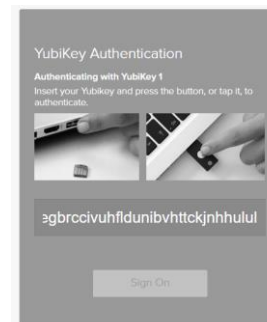 YubiKey Authentication
Authenticating with YubiKey 1
Insert your Yubikey and press the button, or tap it, to
authenticate.
egbrccivuhfldunibvhttckjnhhulul
Sign On